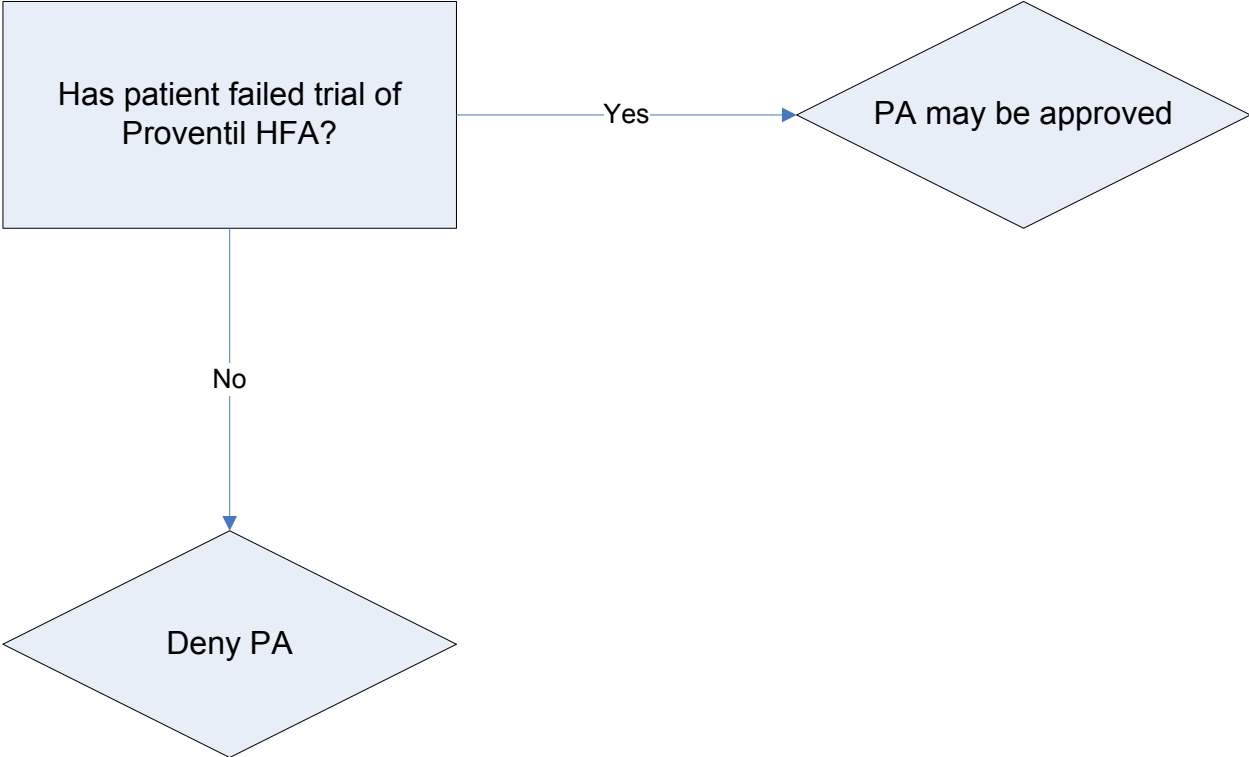 Has patient failed trial of
Proventil HFA?
Yes
PA may be approved
No
Deny PA